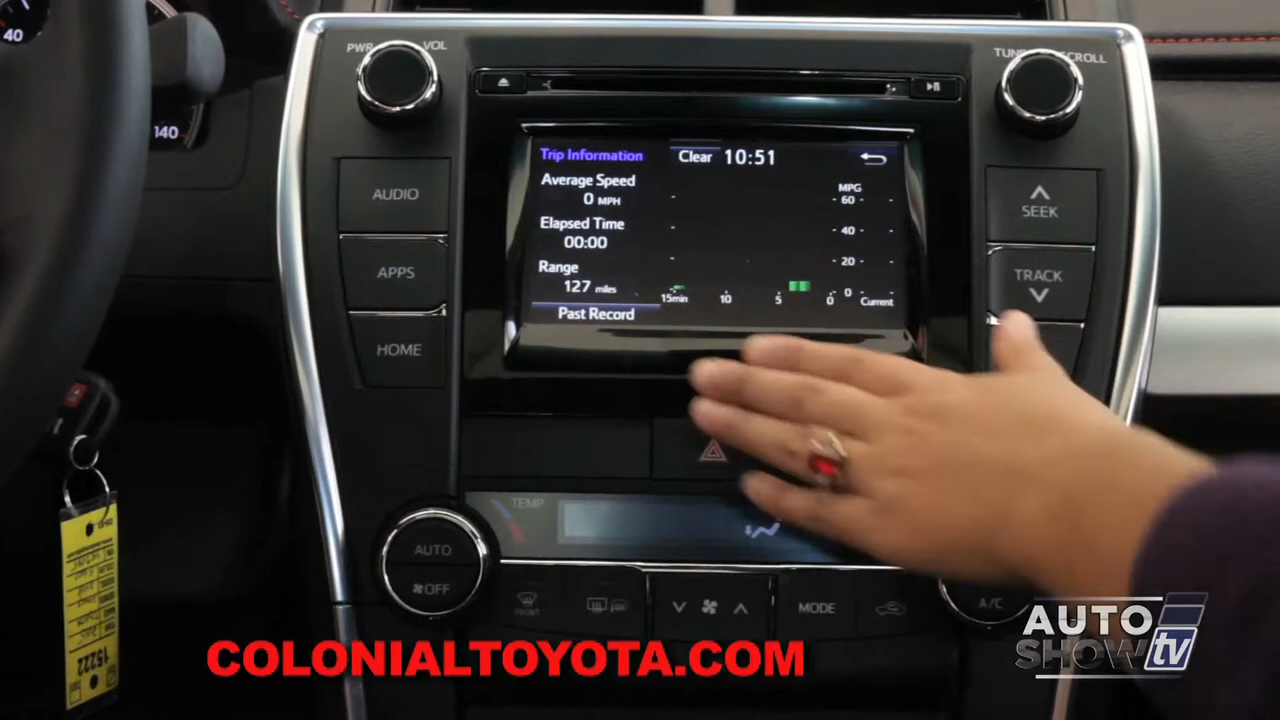 40
140
PWR VOL
TUNE SCROLL
AUDIO
APPS
HOME
SEEK
TRACK
Trip Information
Clear 10:51
Average Speed
0 MPH
Elapsed Time
00:00
Range
127 miles
Past Record
MPG
60
40
20
0
15min 10 5 0 Current
TEMP
AUTO
OFF
FRONT
MODE
A/C
15222
COLONIALTOYOTA.COM
AUTO
SHOW tv